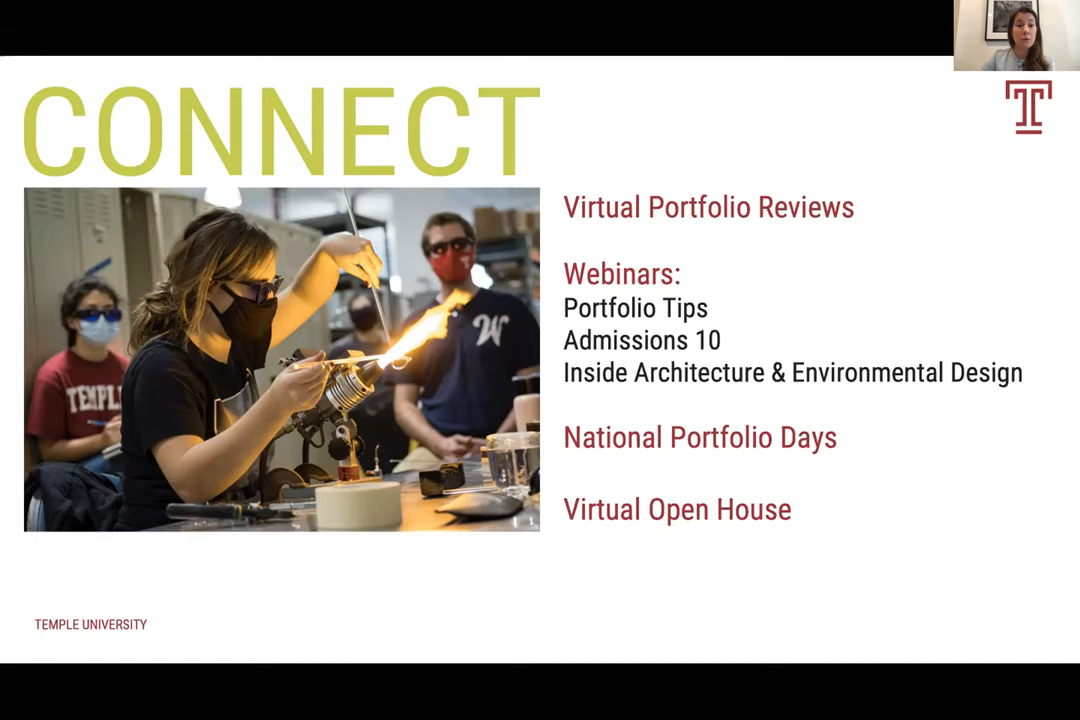 CONNECT
Virtual Portfolio Reviews
Webinars:
Portfolio Tips
Admissions 10
Inside Architecture & Environmental Design
National Portfolio Days
Virtual Open House
TEMPLE UNIVERSITY
T
TEMPL
W